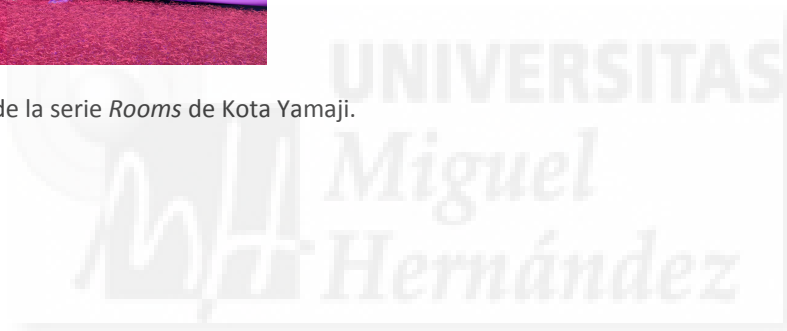 UNIVERSITAS
de la serie Rooms de Kota Yamaji.
Miguel
Hernández